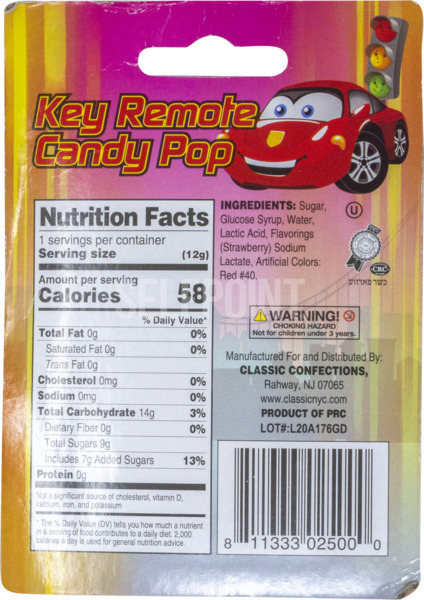 Key Remote
Candy Pop
Nutrition Facts
1 servings per container
Serving size (12g)
Amount per serving
Calories 58
% Daily Value*
Total Fat 0g 0%
Saturated Fat 0g 0%
Trans Fat 0g
Cholesterol 0mg 0%
Sodium 0mg 0%
Total Carbohydrate 14g 3%
Dietary Fiber 0g 0%
Total Sugars 9g
Includes 7g Added Sugars 13%
Protein 0g
Not a significant source of cholesterol, vitamin D,
calcium, iron, and potassium
* The % Daily Value (DV) tells you how much a nutrient
in a serving of food contributes to a daily diet. 2,000
calories a day is used for general nutrition advice.
INGREDIENTS: Sugar,
Glucose Syrup, Water,
Lactic Acid, Flavorings
(Strawberry) Sodium
Lactate, Artificial Colors:
Red #40.
U
CRC
כשר פארווע
WARNING!
CHOKING HAZARD
Not for children under 3 years.
Manufactured For and Distributed By:
CLASSIC CONFECTIONS,
Rahway, NJ 07065
www.classicnyc.com
PRODUCT OF PRC
LOT#:L20A176GD
8 11333 02500 0